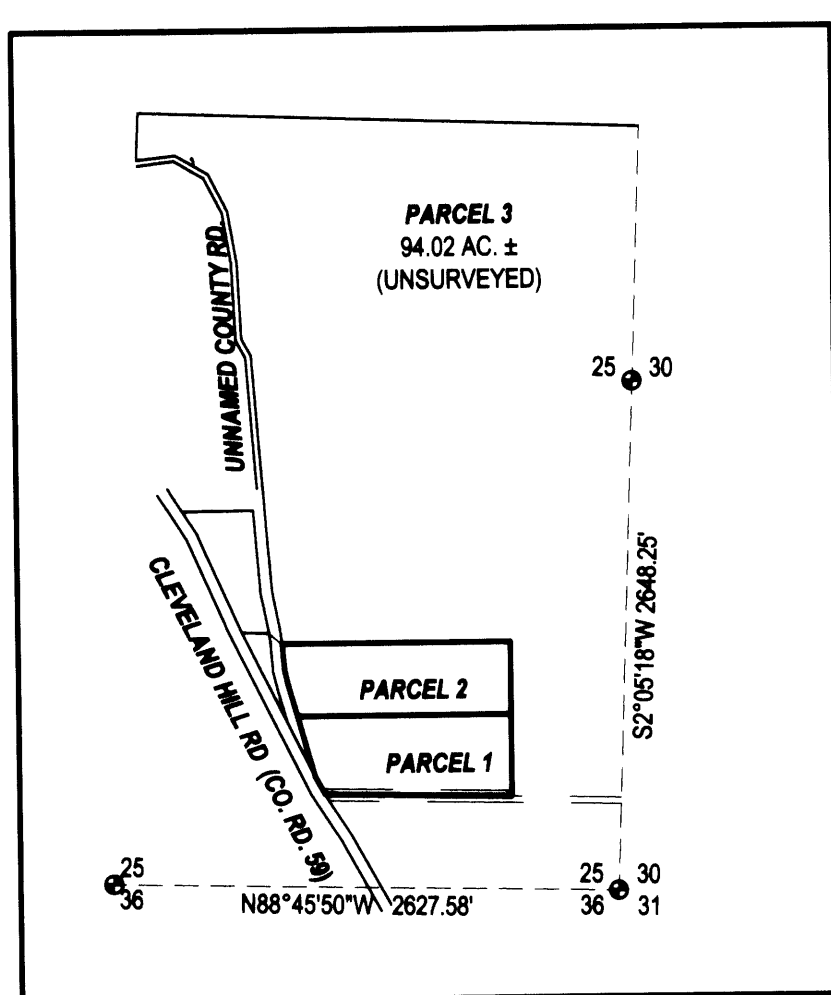 PARCEL 3
94.02 AC. ±
(UNSURVEYED)
UNNAMED COUNTY RD.
25 30
S2°05'18"W 2648.25'
CLEVELAND HILL RD (CO. RD. 59)
PARCEL 2
PARCEL 1
25
36
N88°45'50"W 2627.58'
25 30
36 31